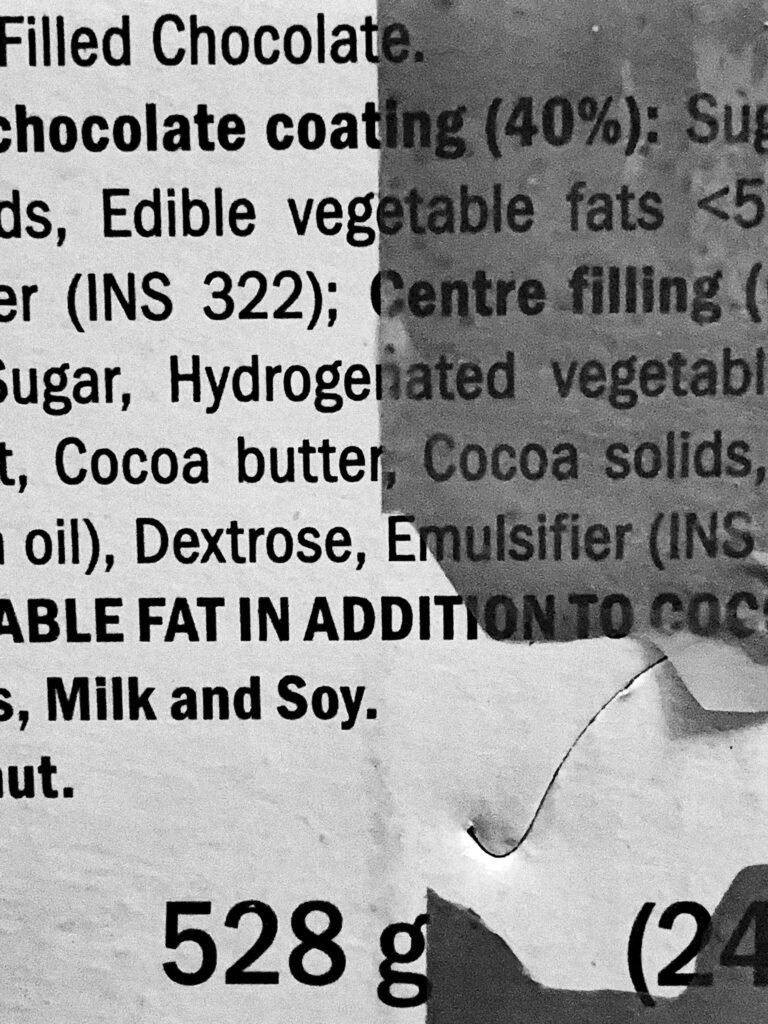 Filled Chocolate.
chocolate coating (40%): Sug
ds, Edible vegetable fats <5
er (INS 322); Centre filling (
Sugar, Hydrogenated vegetabl
t, Cocoa butter, Cocoa solids,
oil), Dextrose, Emulsifier (INS
ABLE FAT IN ADDITION TO COC
s, Milk and Soy.
ut.
528 g (24